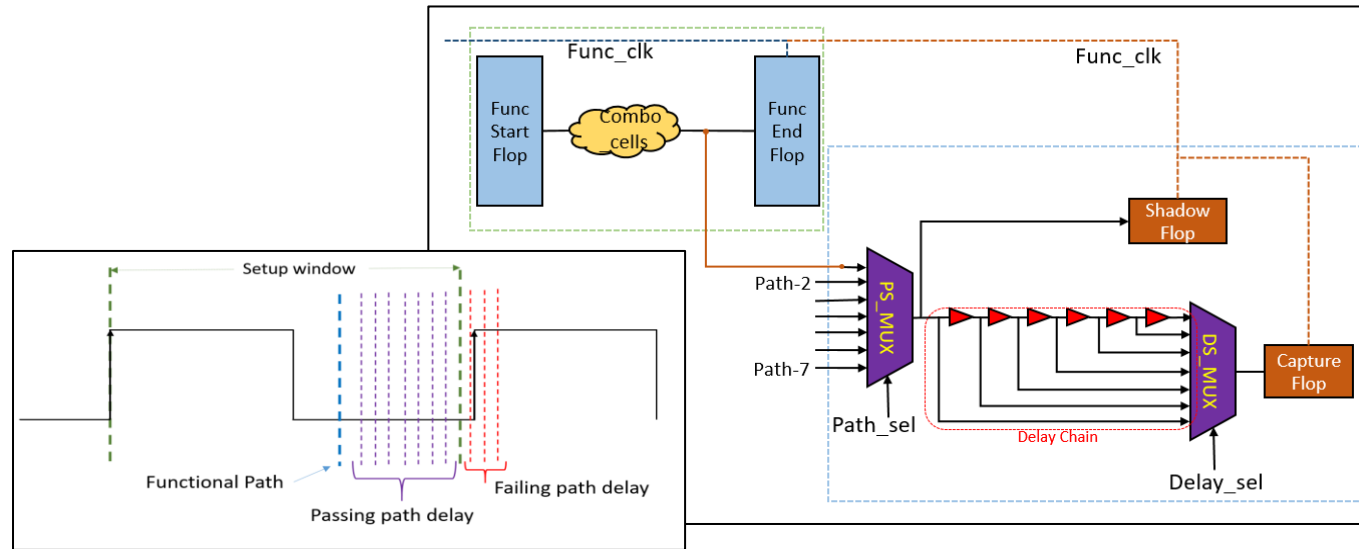 Func_clk
Func_clk
Func
Start
Flop
Combo
_cells
Func
End
Flop
Shadow
Flop
Path-2
PS_MUX
Path-7
Path_sel
Delay Chain
DS_MUX
Capture
Flop
Delay_sel
Setup window
Functional Path
Passing path delay
Failing path delay